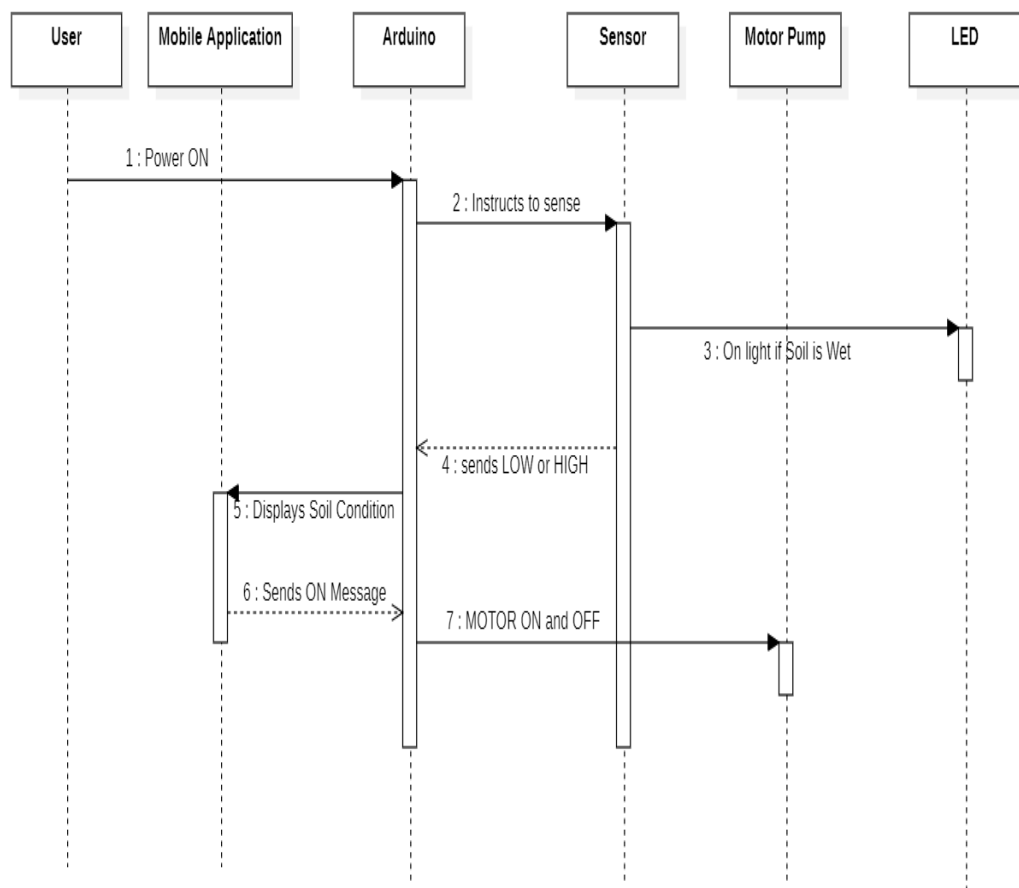 User
Mobile Application
Arduino
Sensor
Motor Pump
LED
1 : Power ON
2 : Instructs to sense
3 : On light if Soil is Wet
4 : sends LOW or HIGH
5 : Displays Soil Condition
6 : Sends ON Message
7 : MOTOR ON and OFF